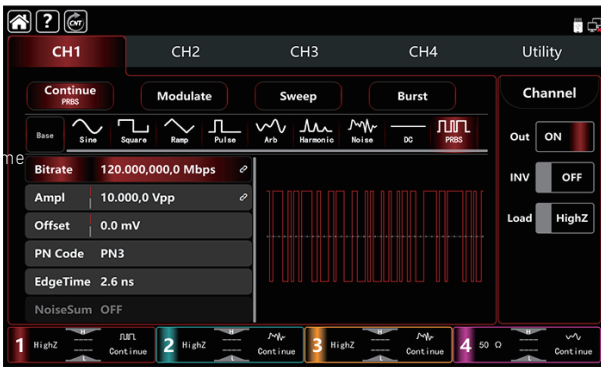 ? CNT
CH1 CH2 CH3 CH4 Utility
Continue
PRBS
Modulate Sweep Burst Channel
Base Sine Square Ramp Pulse Arb Harmonic Noise DC PRBS
Out ON
me
Bitrate 120.000,000,0 Mbps
Ampl 10.000,0 Vpp
Offset 0.0 mV
PN Code PN3
EdgeTime 2.6 ns
NoiseSum OFF
INV OFF
Load HighZ
1 HighZ H L Continue
2 HighZ H L Continue
3 HighZ H L Continue
4 50 Ω H L Continue